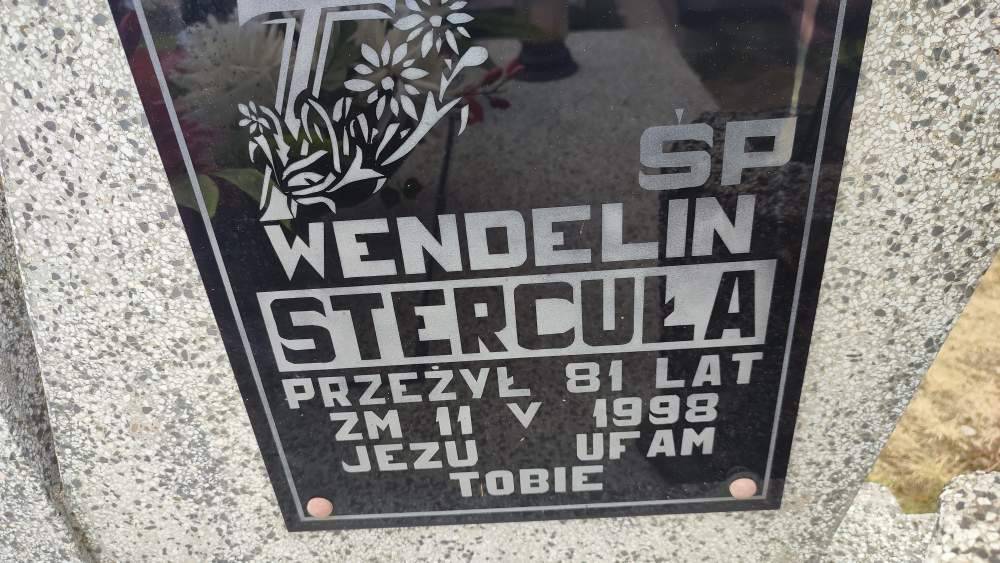 ŚP
WENDELIN
STERCUŁA
PRZEŻYŁ 81 LAT
ZM 11 V 1998
JEZU UFAM
TOBIE